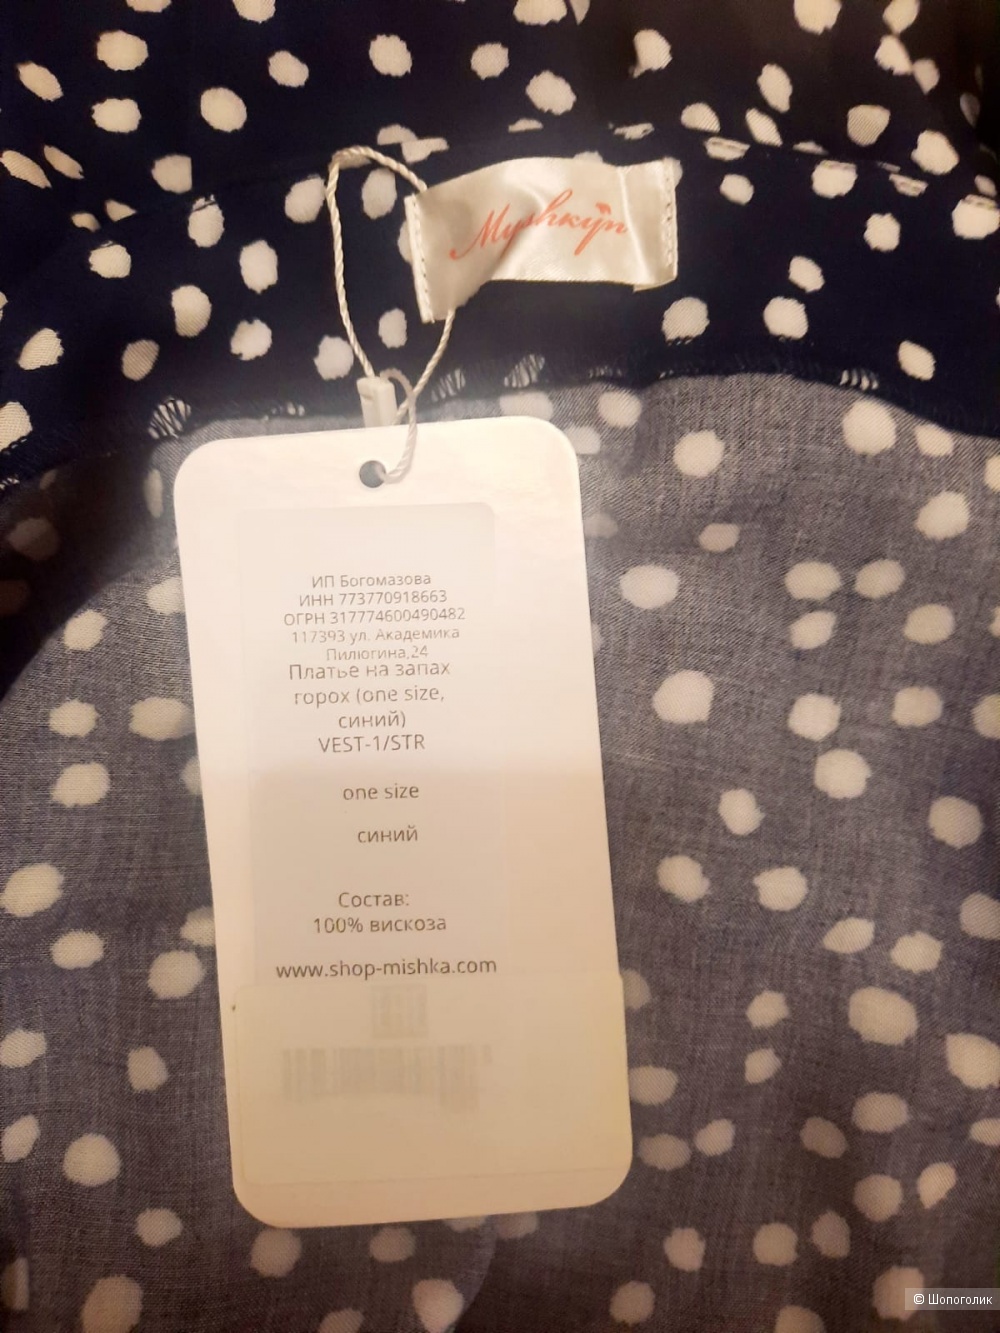 Myshkyn
ИП Богомазова
ИНН 773770918663
ОГРН 317774600490482
117393 ул. Академика
Пилюгина,24
Платье на запах
горох (one size,
синий)
VEST-1/STR
one size
синий
Состав:
100% вискоза
www.shop-mishka.com
© Шопоголик